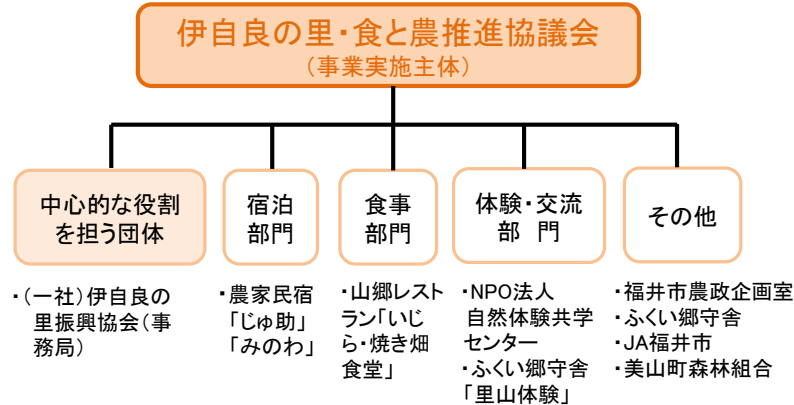 伊自良の里・食と農推進協議会
（事業実施主体）
中心的な役割
を担う団体
宿泊
部門
食事
部門
体験・交流
部　門
その他
・（一社）伊自良の
里振興協会（事
務局）
・農家民宿
「じゅ助」
「みのわ」
・山郷レスト
ラン「いじ
ら・焼き畑
食堂」
・NPO法人
自然体験共学
センター
・ふくい郷守舎
「里山体験」
・福井市農政企画室
・ふくい郷守舎
・JA福井市
・美山町森林組合